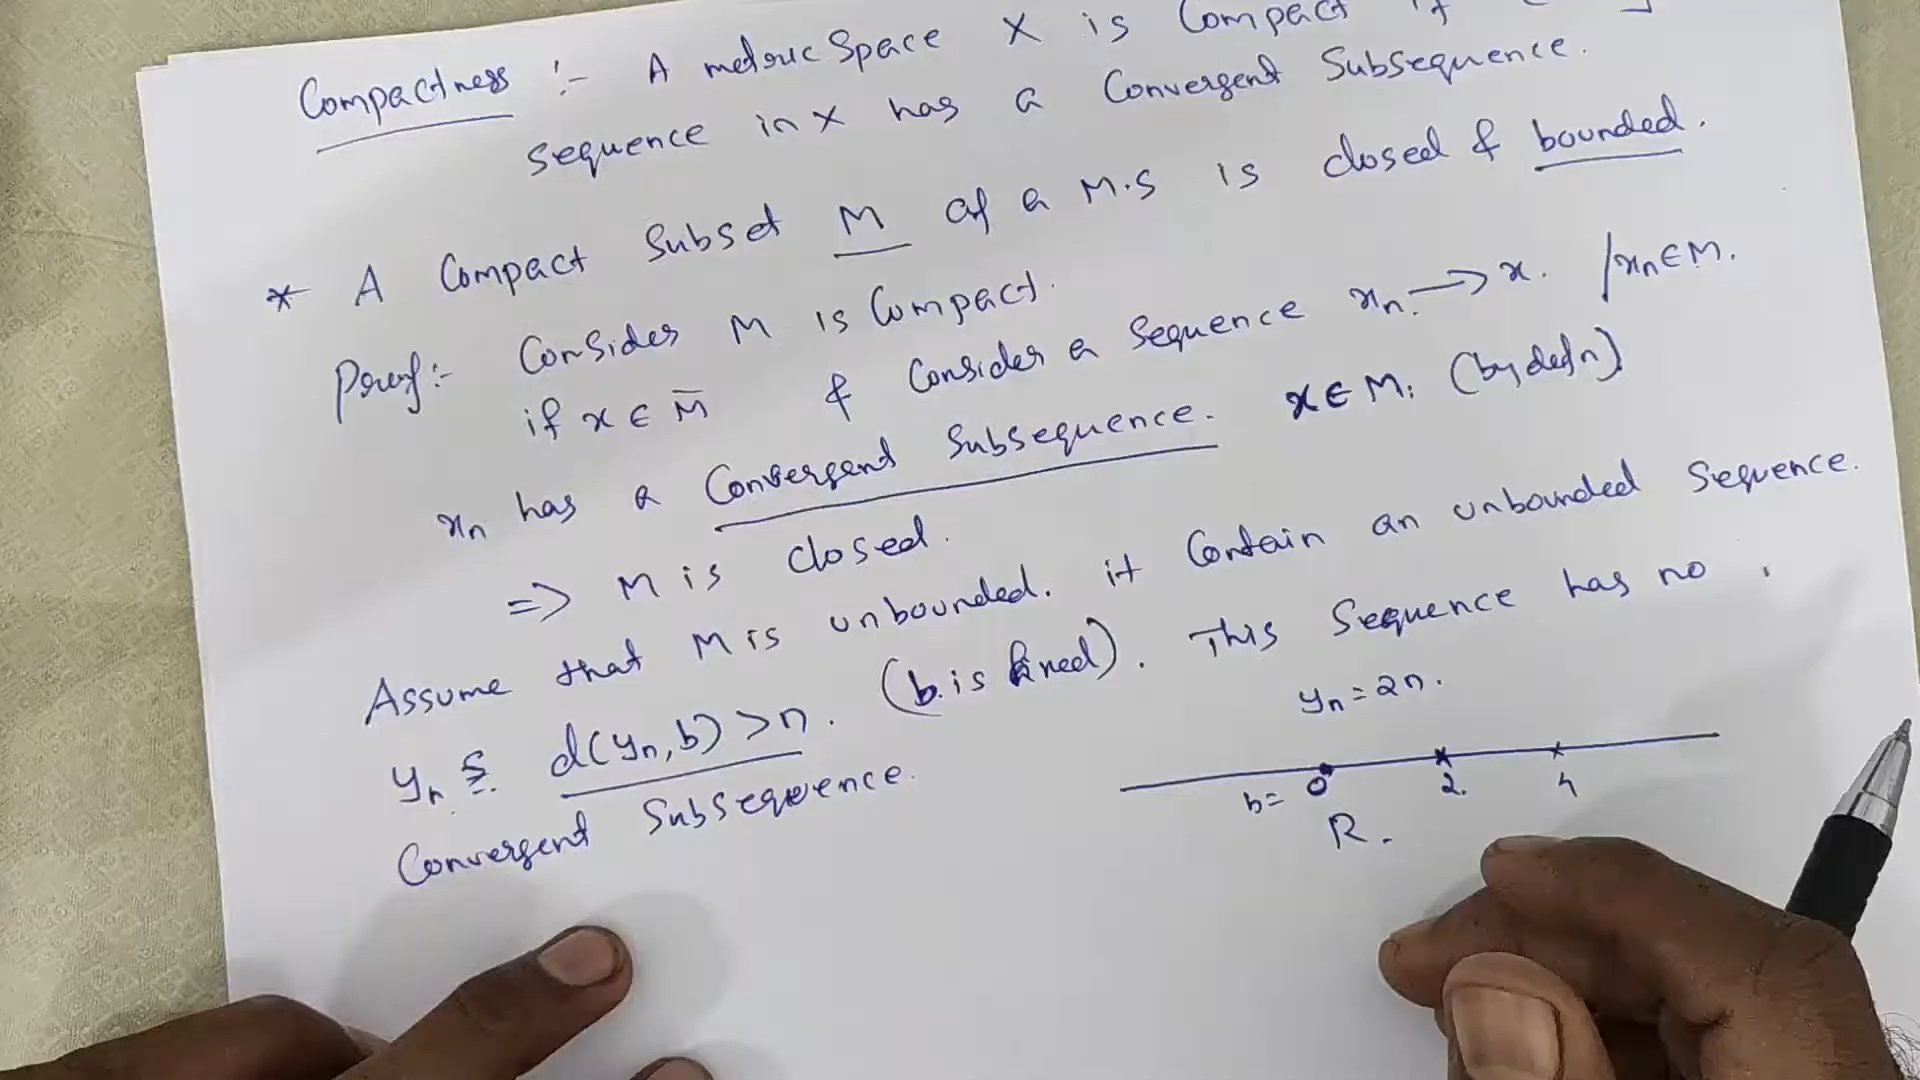 Compactness :- A metric Space X is Compact if
sequence in X has a Convergent Subsequence.
* A Compact Subset M of a M.S is closed & bounded.
Proof:- Consider M is Compact.
if x ∈ M̄ & Consider a Sequence xₙ → x. / xₙ ∈ M.
xₙ has a Convergent Subsequence. x ∈ M. (by defn)
=> M is closed.
Assume that M is unbounded. it Contain an unbounded Sequence.
yₙ d(yₙ, b) > n. (b is fixed). This Sequence has no
Convergent Subsequence.
yₙ = 2n.
b = 0 2. 4
R.